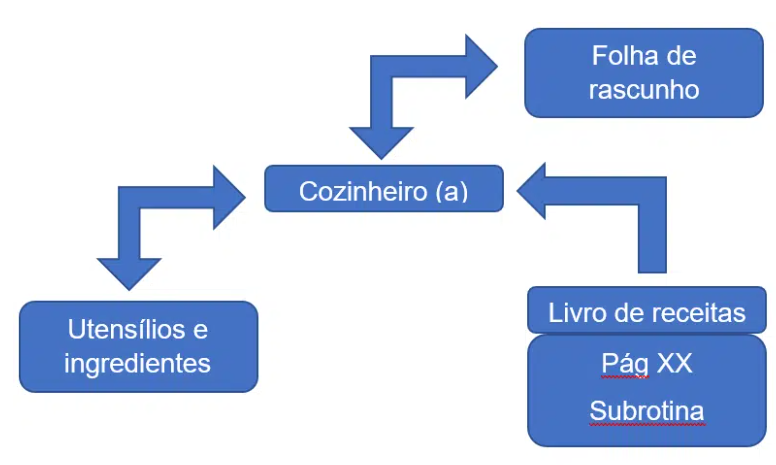 Folha de
rascunho
Cozinheiro (a)
Utensílios e
ingredientes
Livro de receitas
Pág XX
Subrotina